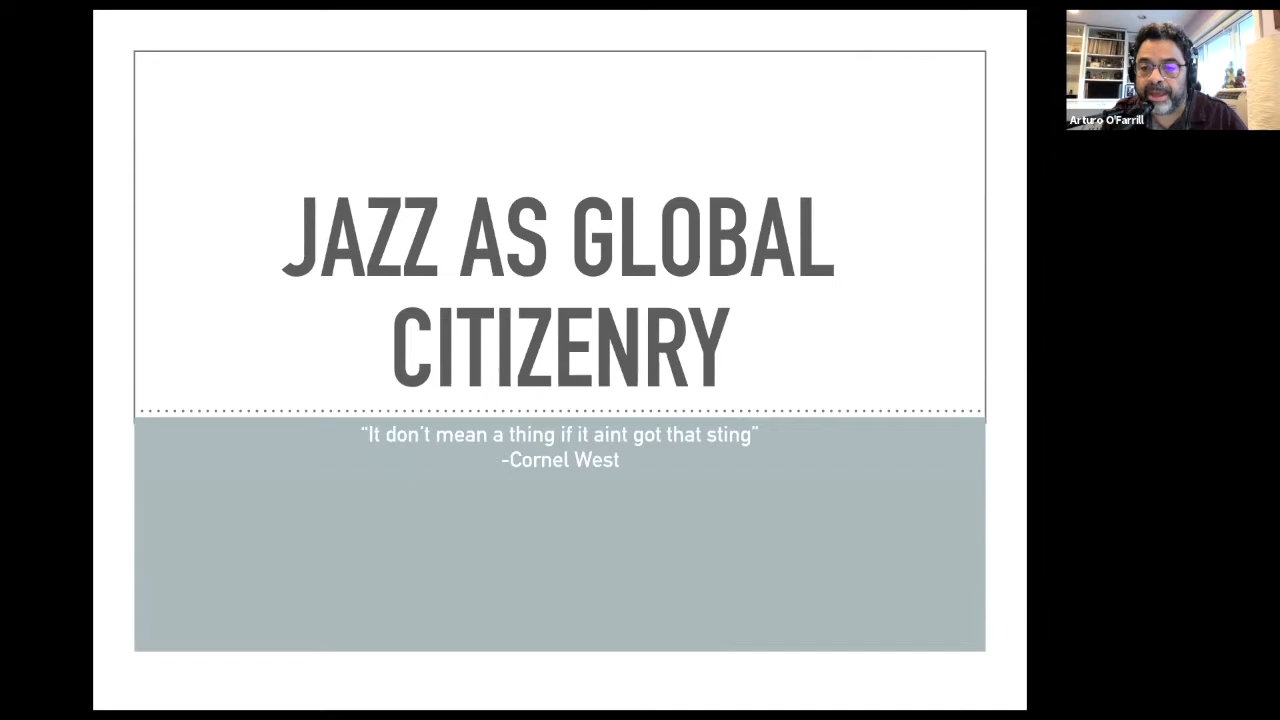 JAZZ AS GLOBAL
CITIZENRY
“It don’t mean a thing if it aint got that sting”
-Cornel West
Arturo O'Farrill